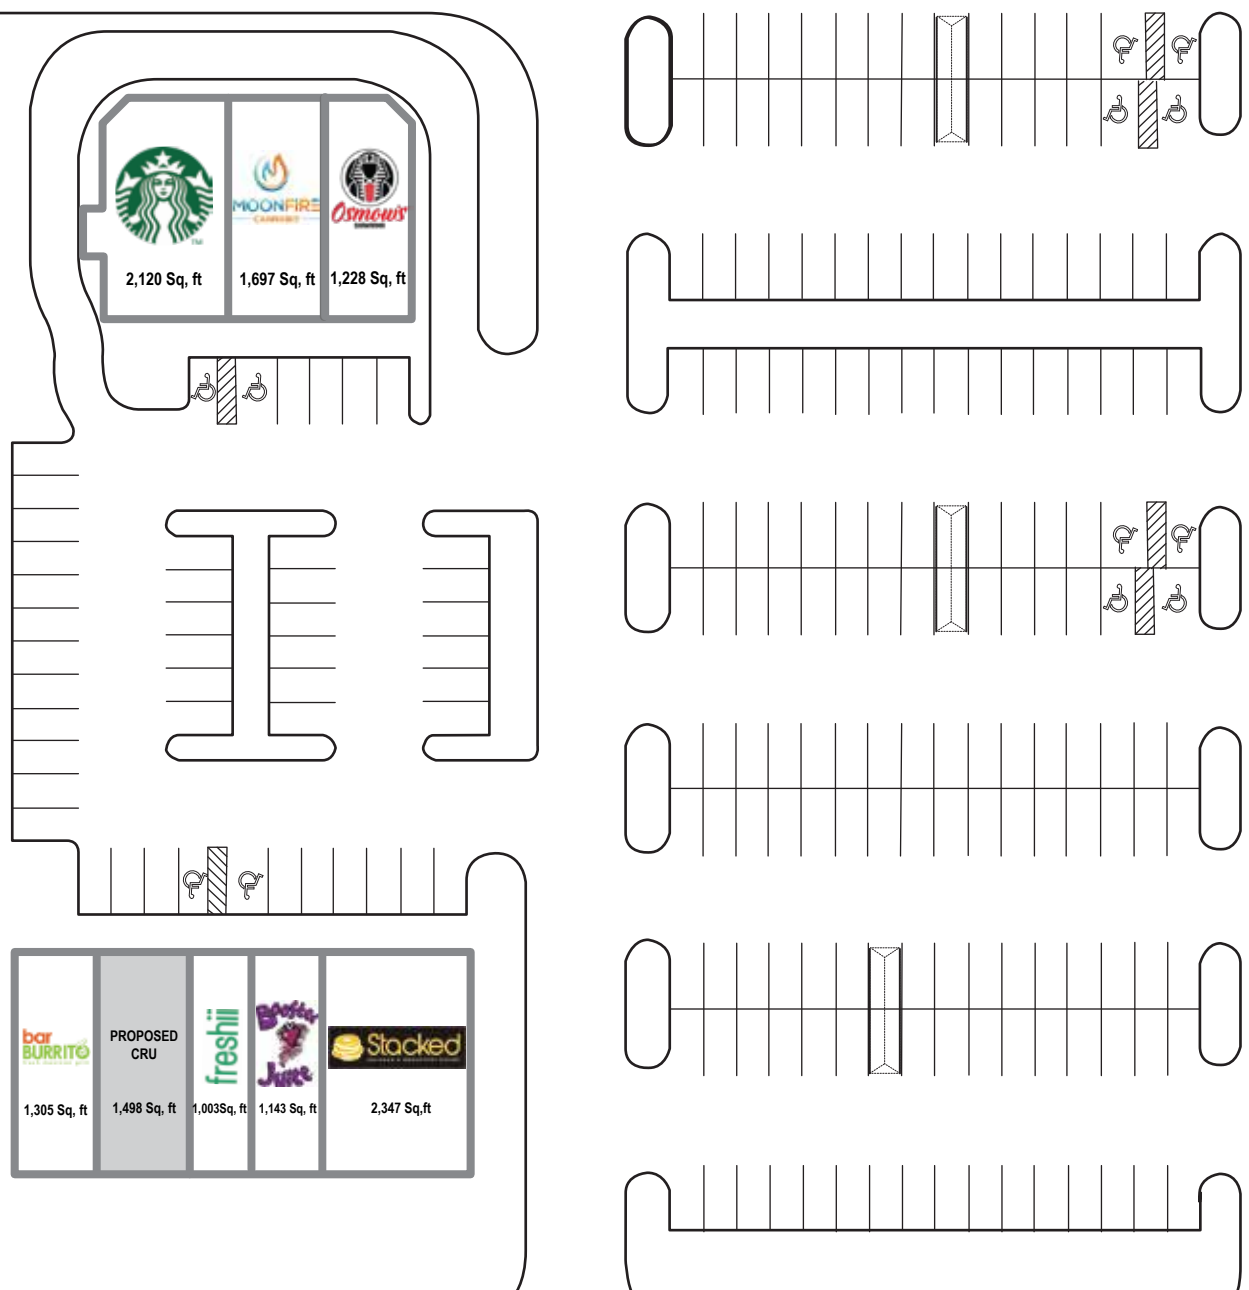 MOONFIRE
CANNABIS
Osmow's
TM
2,120 Sq, ft
1,697 Sq, ft
1,228 Sq, ft
bar
BURRITO
PROPOSED
CRU
freshii
Booster
Juice
Stacked
1,305 Sq, ft
1,498 Sq, ft
1,003Sq, ft
1,143 Sq, ft
2,347 Sq,ft